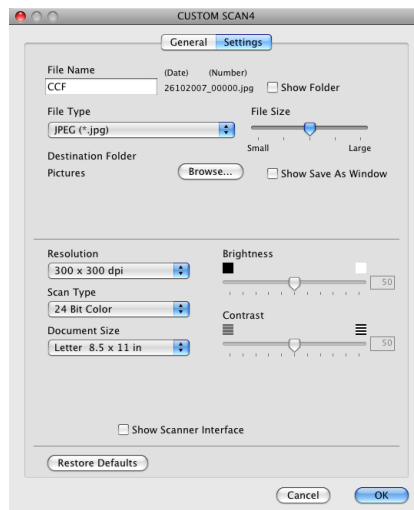 CUSTOM SCAN4
General Settings
File Name
(Date) (Number)
CCF
26102007_00000.jpg
Show Folder
File Type
File Size
JPEG (*.jpg)
Small Large
Destination Folder
Pictures
Browse...
Show Save As Window
Resolution
Brightness
300 x 300 dpi
50
Scan Type
24 Bit Color
Contrast
Document Size
50
Letter 8.5 x 11 in
Show Scanner Interface
Restore Defaults
Cancel OK